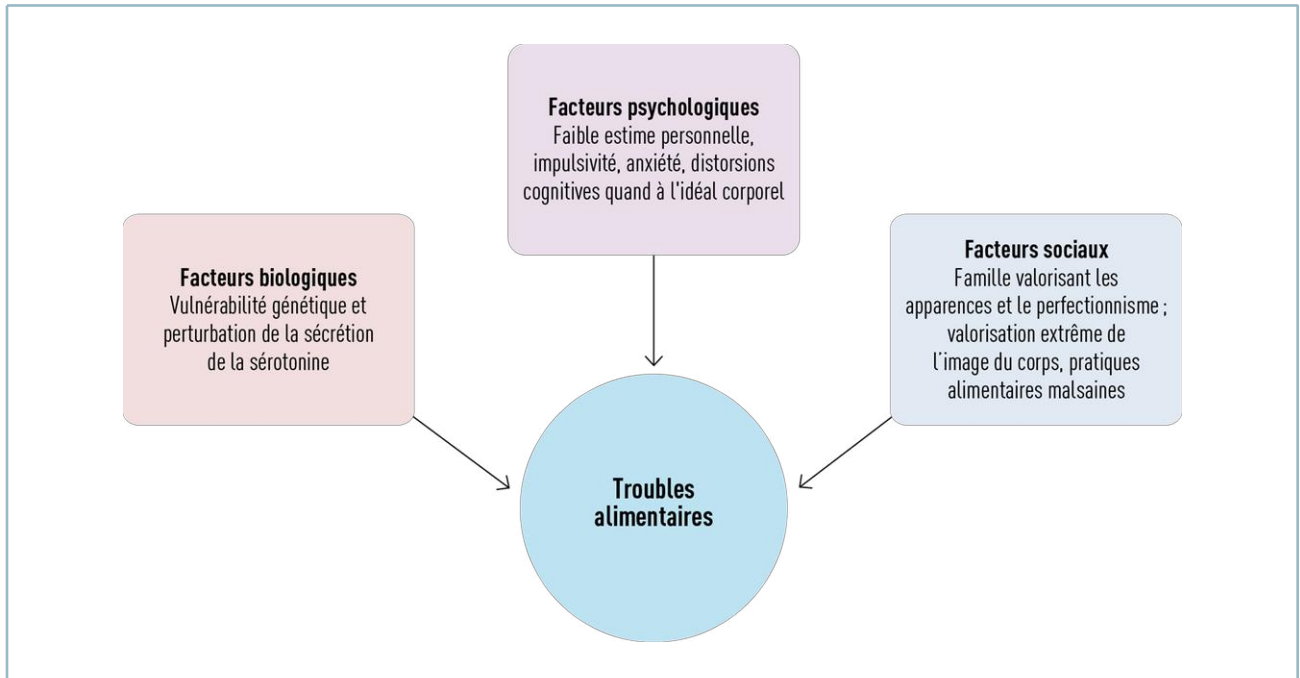 Facteurs psychologiques
Faible estime personnelle,
impulsivité, anxiété, distorsions
cognitives quand à l'idéal corporel
Facteurs biologiques
Vulnérabilité génétique et
perturbation de la sécrétion
de la sérotonine
Facteurs sociaux
Famille valorisant les
apparences et le perfectionnisme ;
valorisation extrême de
l'image du corps, pratiques
alimentaires malsaines
Troubles
alimentaires